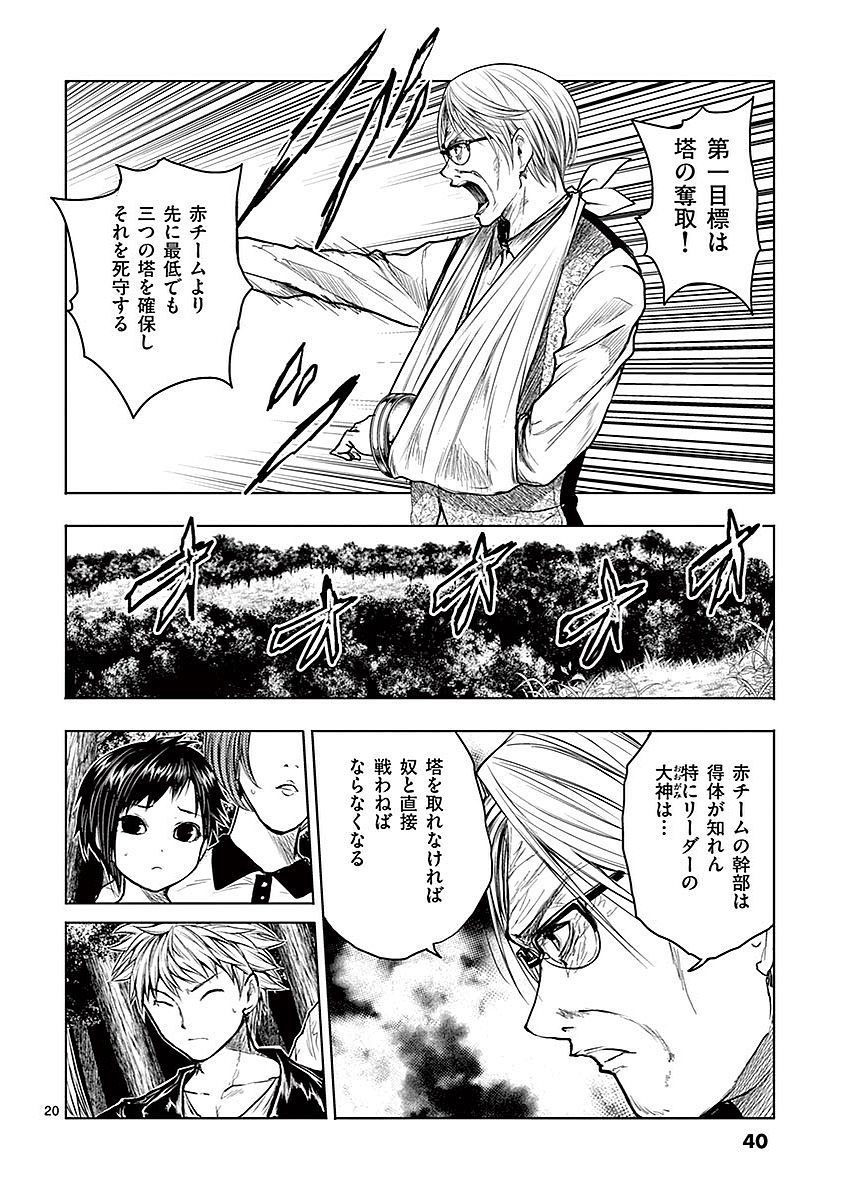 第一目標は
塔の奪取!
赤チームより
先に最低でも
三つの塔を確保し
それを死守する
オ
オ
オ
オ
オ
赤チームの幹部は
得体が知れん
特にリーダーの
大神は…
おおがみ
塔を取れなければ
奴と直接
戦わねば
ならなくなる
20
40